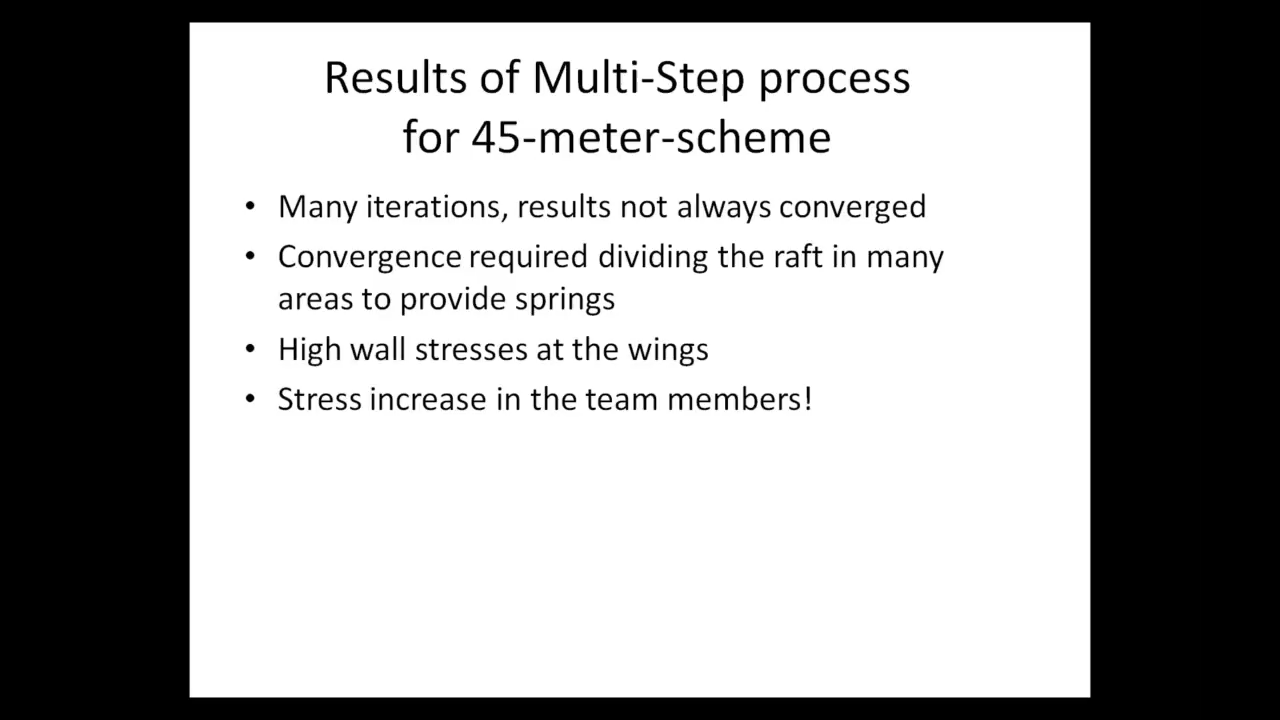 Results of Multi-Step process
for 45-meter-scheme
• Many iterations, results not always converged
• Convergence required dividing the raft in many
areas to provide springs
• High wall stresses at the wings
• Stress increase in the team members!